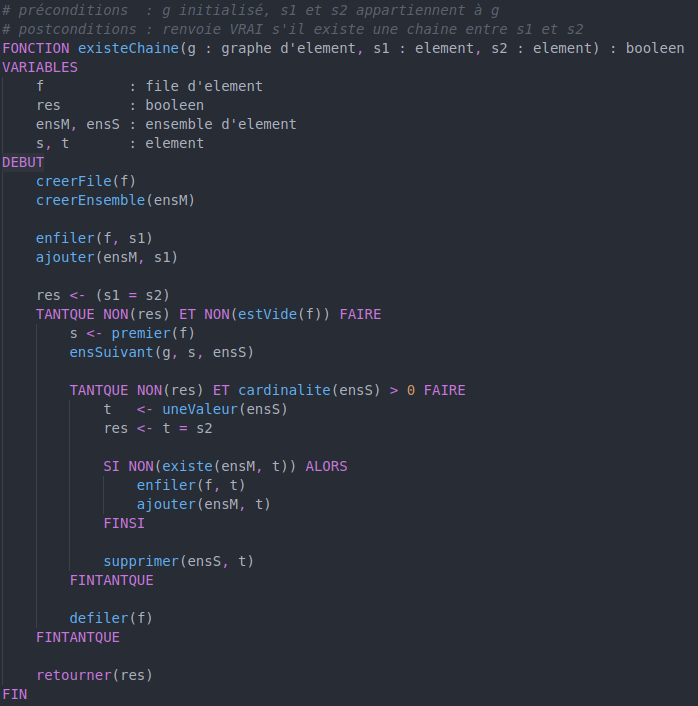 # préconditions  : g initialisé, s1 et s2 appartiennent à g
# postconditions : renvoie VRAI s'il existe une chaine entre s1 et s2
FONCTION existeChaine(g : graphe d'element, s1 : element, s2 : element) : booleen
VARIABLES
    f          : file d'element
    res        : booleen
    ensM, ensS : ensemble d'element
    s, t       : element
DEBUT
    creerFile(f)
    creerEnsemble(ensM)

    enfiler(f, s1)
    ajouter(ensM, s1)

    res <- (s1 = s2)
    TANTQUE NON(res) ET NON(estVide(f)) FAIRE
        s <- premier(f)
        ensSuivant(g, s, ensS)

        TANTQUE NON(res) ET cardinalite(ensS) > 0 FAIRE
            t   <- uneValeur(ensS)
            res <- t = s2

            SI NON(existe(ensM, t)) ALORS
                enfiler(f, t)
                ajouter(ensM, t)
            FINSI

            supprimer(ensS, t)
        FINTANTQUE

        defiler(f)
    FINTANTQUE

    retourner(res)
FIN